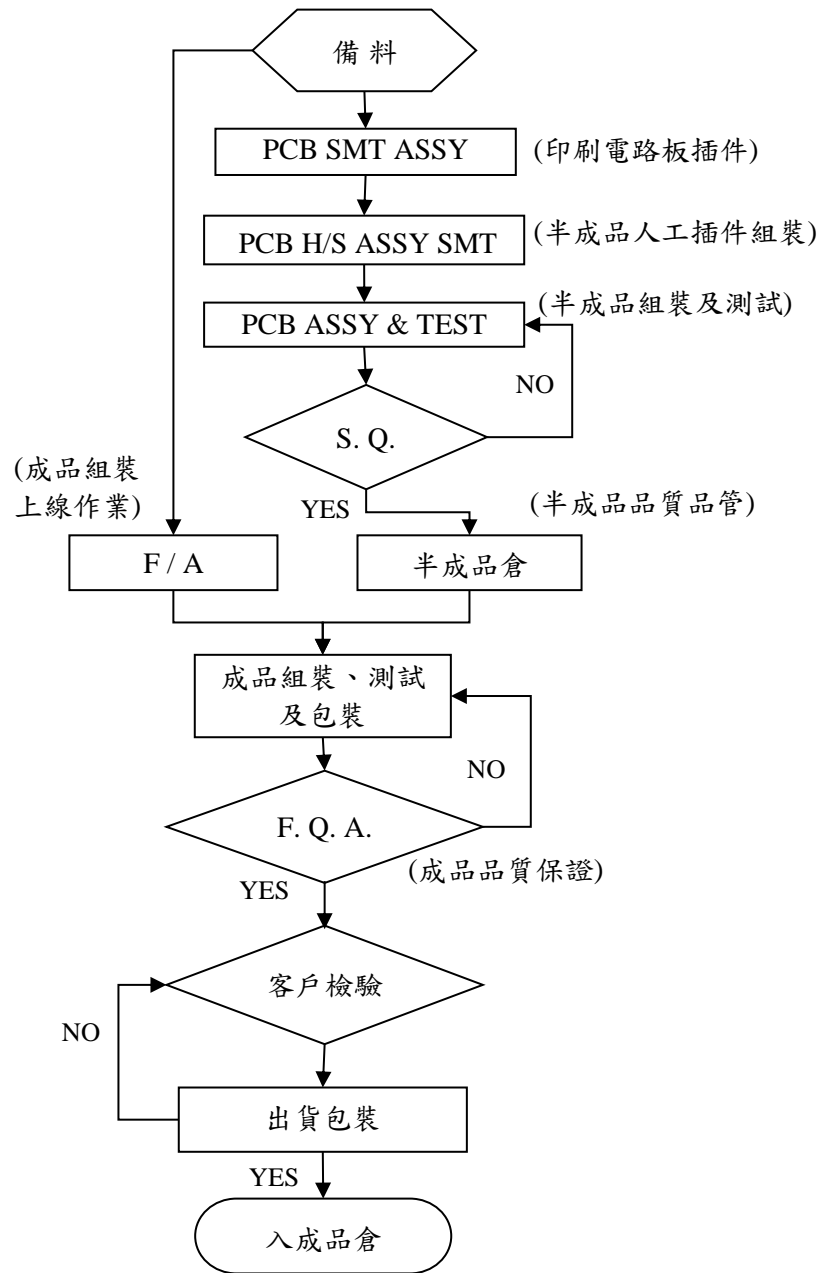 備料
PCB SMT ASSY
(印刷電路板插件)
PCB H/S ASSY SMT
(半成品人工插件組裝)
(半成品組裝及測試)
PCB ASSY & TEST
NO
S. Q.
(成品組裝
上線作業)
YES
(半成品品質品管)
F / A
半成品倉
成品組裝、測試
及包裝
NO
F. Q. A.
(成品品質保證)
YES
客戶檢驗
NO
出貨包裝
YES
入成品倉